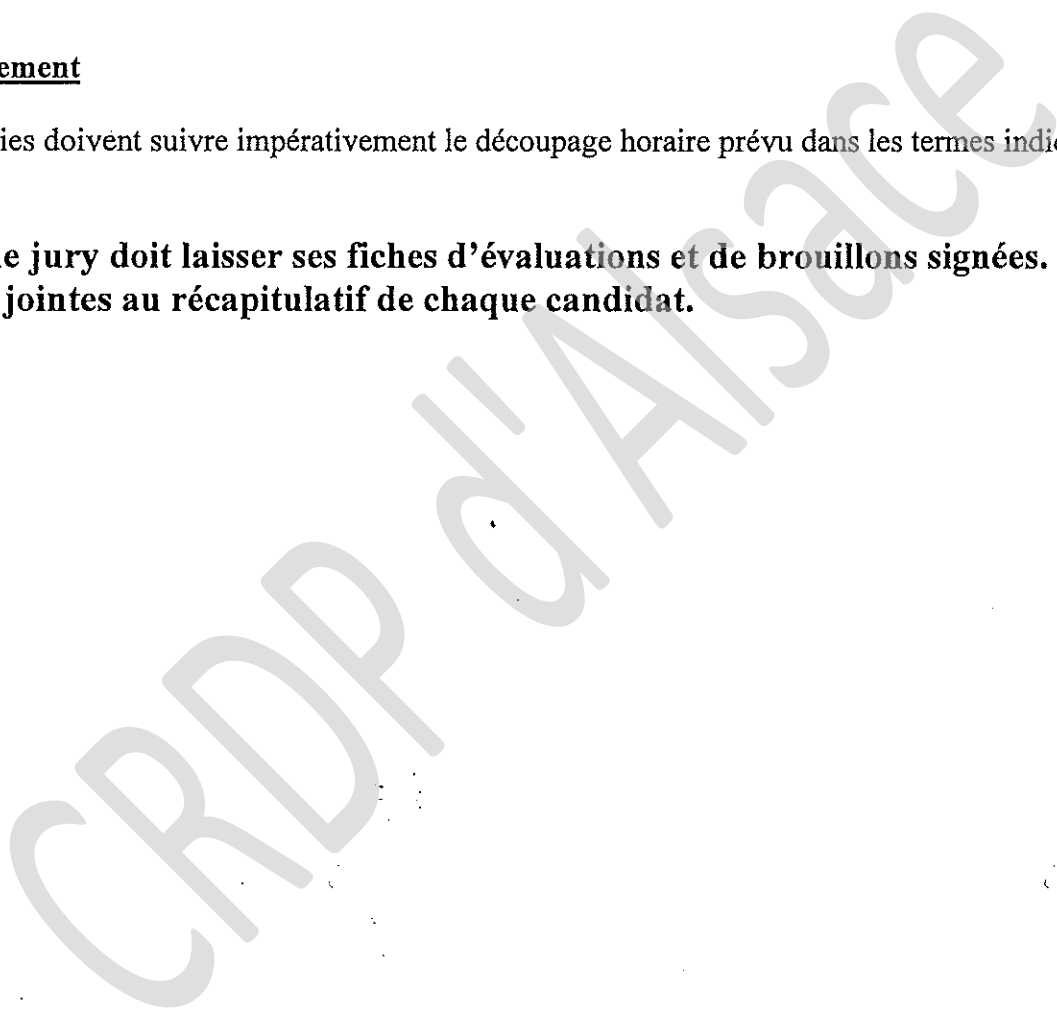 ement
ies doivent suivre impérativement le découpage horaire prévu dans les termes indi
e jury doit laisser ses fiches d'évaluations et de brouillons signées.
jointes au récapitulatif de chaque candidat.
CRDP d'Alsace